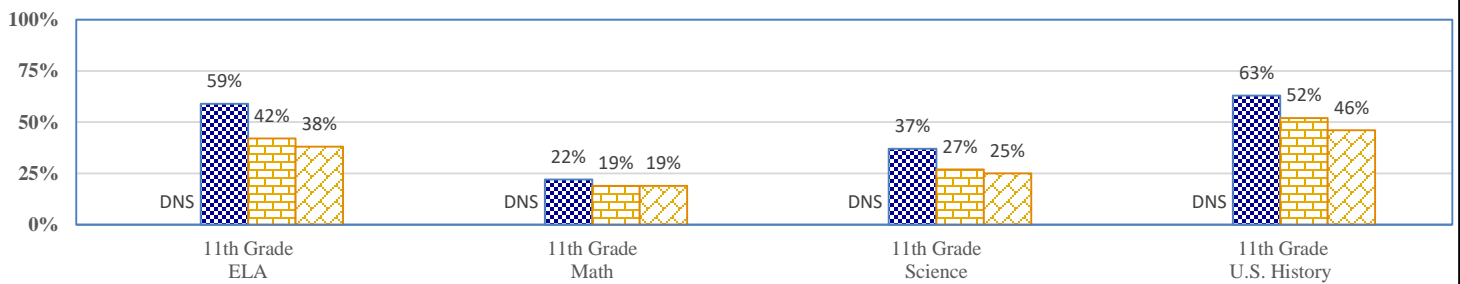 100%
75%
50%
25%
0%
DNS 59% 42% 38%
DNS 22% 19% 19%
DNS 37% 27% 25%
DNS 63% 52% 46%
11th Grade
ELA
11th Grade
Math
11th Grade
Science
11th Grade
U.S. History